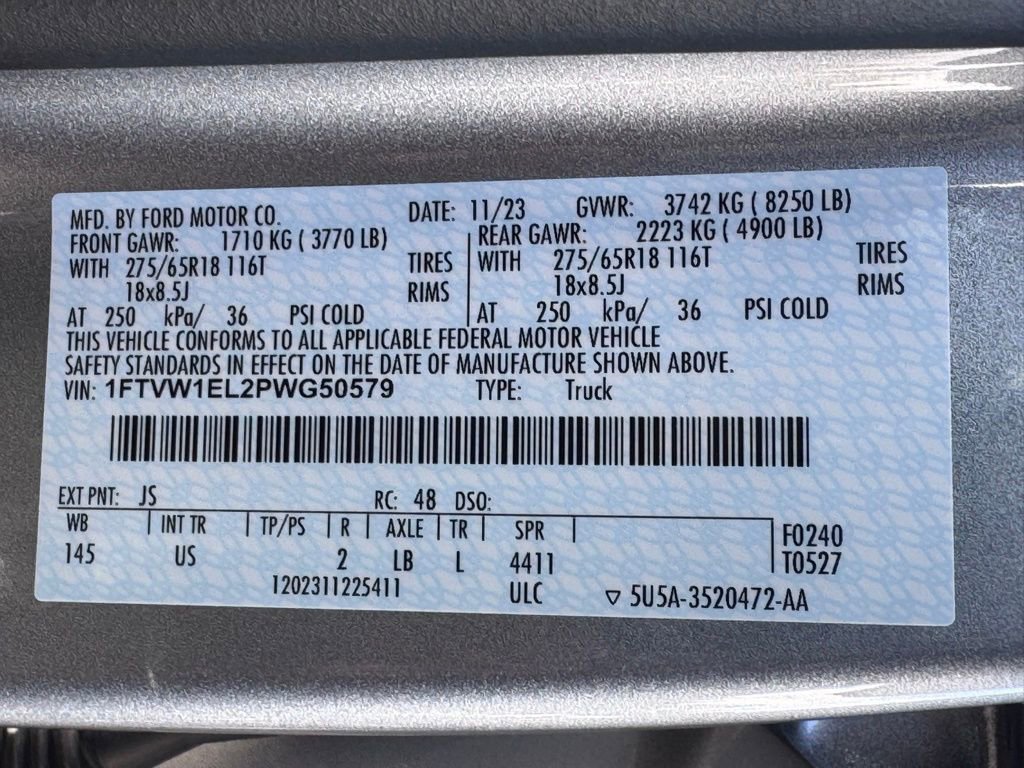 MFD. BY FORD MOTOR CO. DATE: 11/23 GVWR: 3742 KG ( 8250 LB)
FRONT GAWR: 1710 KG ( 3770 LB) REAR GAWR: 2223 KG ( 4900 LB)
WITH 275/65R18 116T TIRES WITH 275/65R18 116T TIRES
18x8.5J RIMS 18x8.5J RIMS
AT 250 kPa/ 36 PSI COLD AT 250 kPa/ 36 PSI COLD
THIS VEHICLE CONFORMS TO ALL APPLICABLE FEDERAL MOTOR VEHICLE
SAFETY STANDARDS IN EFFECT ON THE DATE OF MANUFACTURE SHOWN ABOVE.
VIN: 1FTVW1EL2PWG50579 TYPE: Truck
EXT PNT: JS RC: 48 DSO:
WB INT TR TP/PS R AXLE TR SPR F0240
145 US 2 LB L 4411 T0527
1202311225411 ULC ▽ 5U5A-3520472-AA